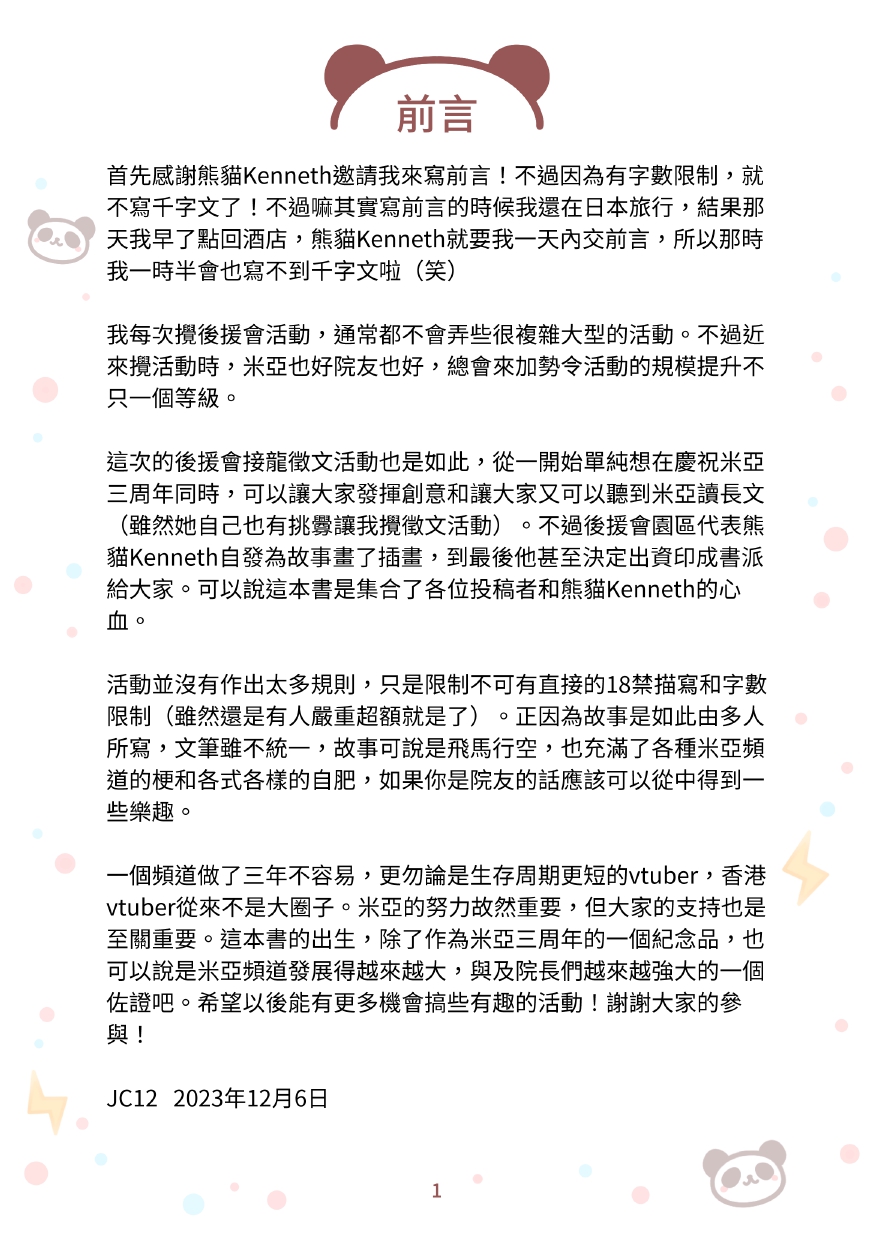 前言
首先感謝熊貓Kenneth邀請我來寫前言！不過因為有字數限制，就
不寫千字文了！不過嘛其實寫前言的時候我還在日本旅行，結果那
天我早了點回酒店，熊貓Kenneth就要我一天內交前言，所以那時
我一時半會也寫不到千字文啦（笑）
我每次攪後援會活動，通常都不會弄些很複雜大型的活動。不過近
來攪活動時，米亞也好院友也好，總會來加勢令活動的規模提升不
只一個等級。
這次的後援會接龍徵文活動也是如此，從一開始單純想在慶祝米亞
三周年同時，可以讓大家發揮創意和讓大家又可以聽到米亞讀長文
（雖然她自己也有挑釁讓我攪徵文活動）。不過後援會園區代表熊
貓Kenneth自發為故事畫了插畫，到最後他甚至決定出資印成書派
給大家。可以說這本書是集合了各位投稿者和熊貓Kenneth的心
血。
活動並沒有作出太多規則，只是限制不可有直接的18禁描寫和字數
限制（雖然還是有人嚴重超額就是了）。正因為故事是如此由多人
所寫，文筆雖不統一，故事可說是飛馬行空，也充滿了各種米亞頻
道的梗和各式各樣的自肥，如果你是院友的話應該可以從中得到一
些樂趣。
一個頻道做了三年不容易，更勿論是生存周期更短的vtuber，香港
vtuber從來不是大圈子。米亞的努力故然重要，但大家的支持也是
至關重要。這本書的出生，除了作為米亞三周年的一個紀念品，也
可以說是米亞頻道發展得越來越大，與及院長們越來越強大的一個
佐證吧。希望以後能有更多機會搞些有趣的活動！謝謝大家的參
與！
JC12 2023年12月6日
1